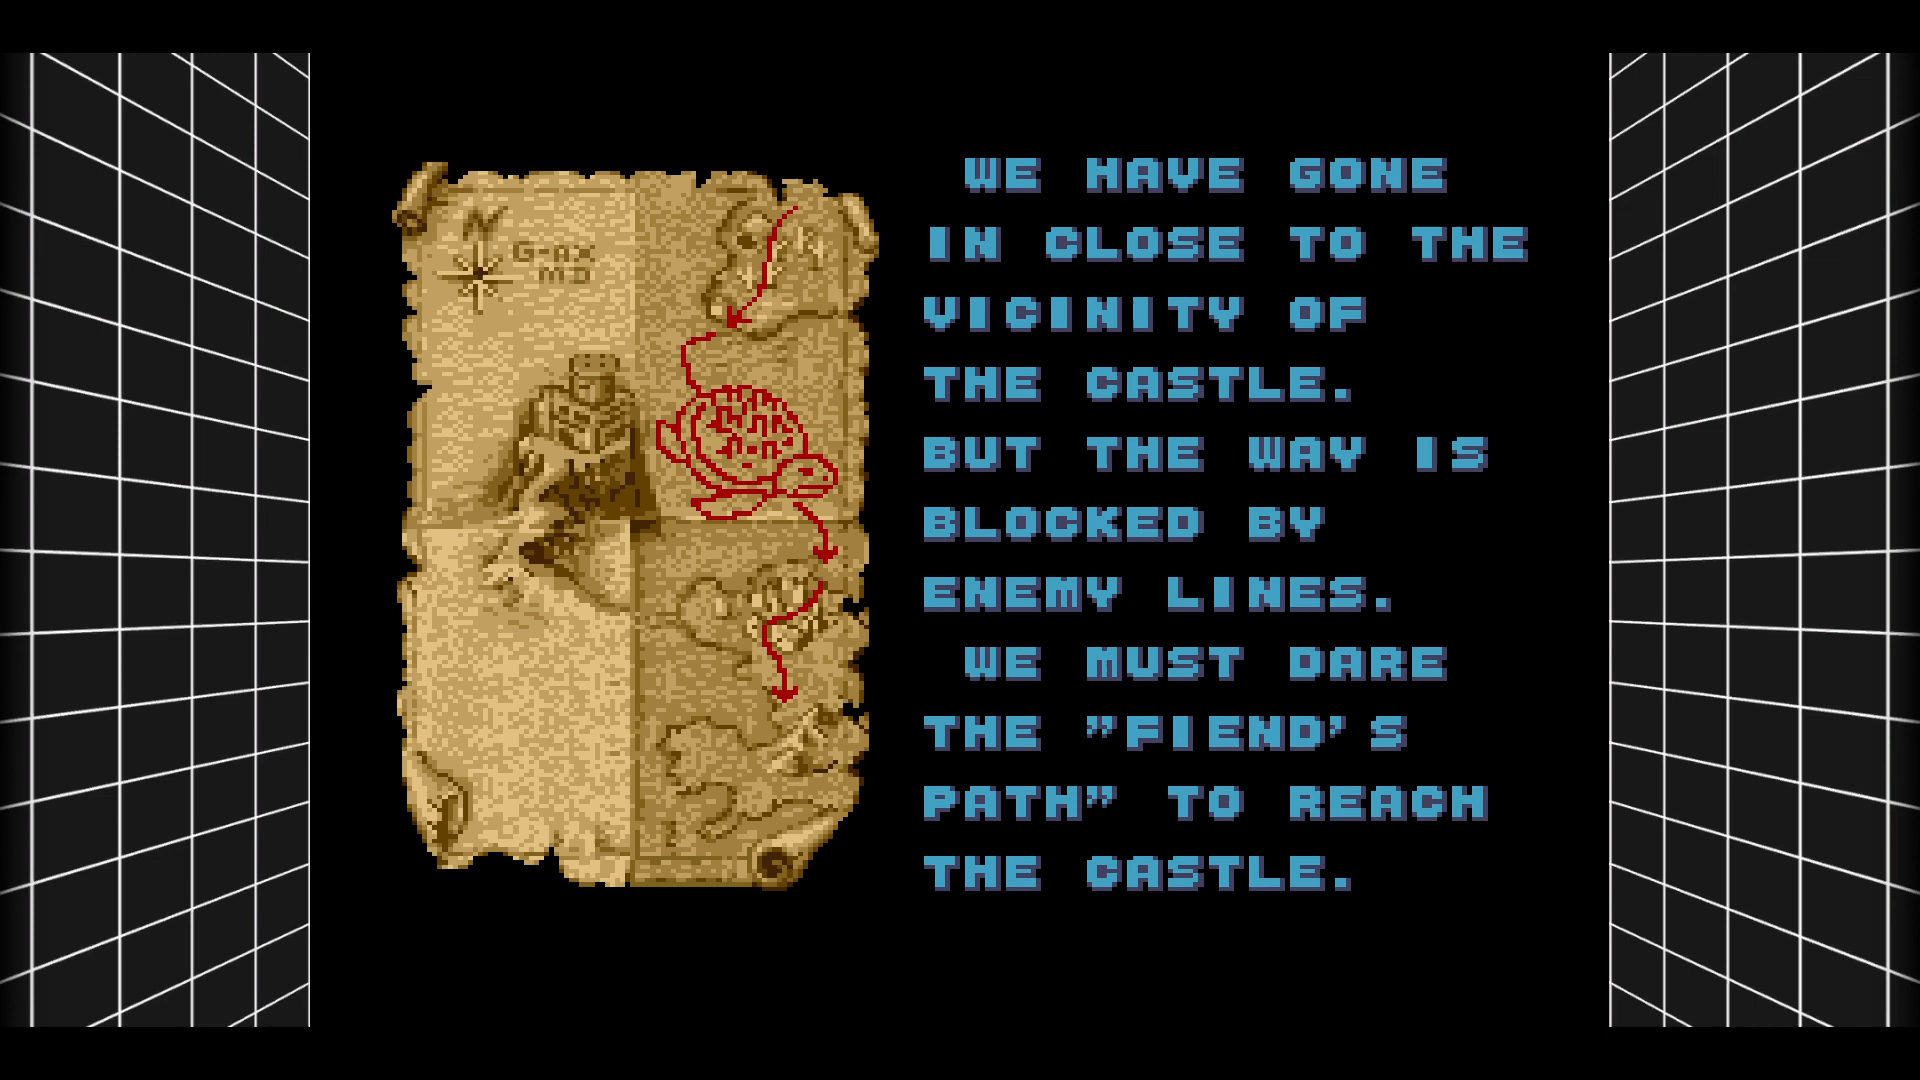 N
WE HAVE GONE
IN CLOSE TO THE
VICINITY OF
THE CASTLE.
BUT THE WAY IS
BLOCKED BY
ENEMY LINES.
WE MUST DARE
THE "FIEND'S
PATH" TO REACH
THE CASTLE.